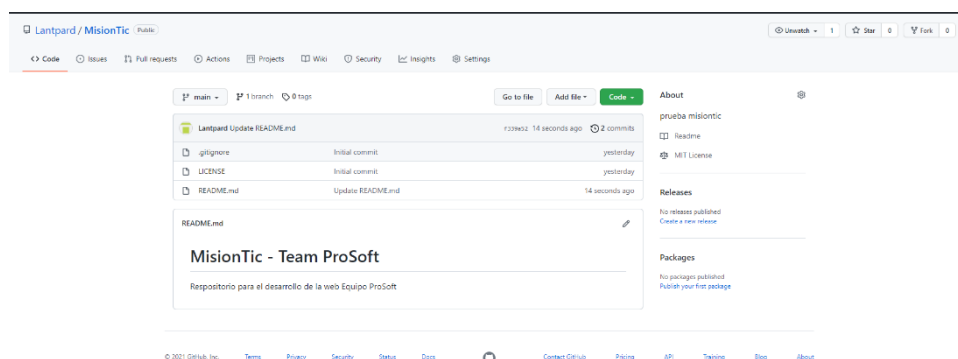 Lantpard / MisionTic Public
Unwatch 1 Star 0 Fork 0
Code Issues Pull requests Actions Projects Wiki Security Insights Settings
main 1 branch 0 tags Go to file Add file Code
Lantpard Update README.md 14 seconds ago 2 commits
.gitignore Initial commit yesterday
LICENSE Initial commit yesterday
README.md Update README.md 14 seconds ago
README.md
MisionTic - Team ProSoft
Respositorio para el desarrollo de la web Equipo ProSoft
About
prueba misiontic
Readme
MIT License
Releases
No releases published
Create a new release
Packages
No packages published
Publish your first package
© 2021 GitHub, Inc. Terms Privacy Security Status Docs Contact GitHub Pricing API Training Blog About